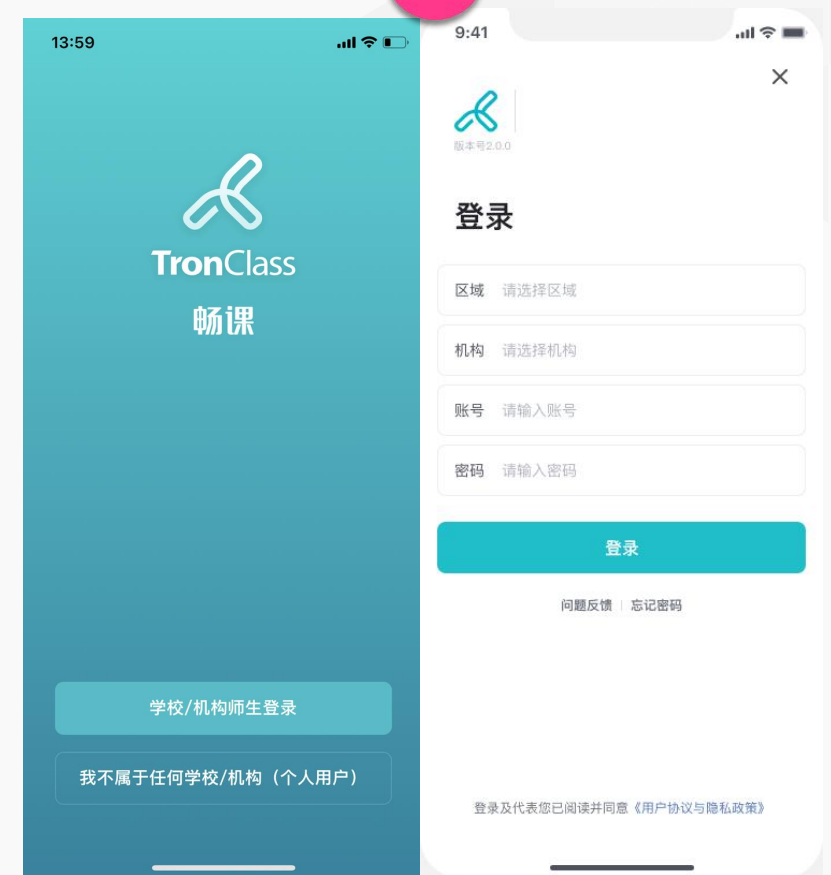 13:59
TronClass
畅课
学校/机构师生登录
我不属于任何学校/机构（个人用户）
9:41
版本号2.0.0
登录
区域 请选择区域
机构 请选择机构
账号 请输入账号
密码 请输入密码
登录
问题反馈 | 忘记密码
登录及代表您已阅读并同意《用户协议与隐私政策》